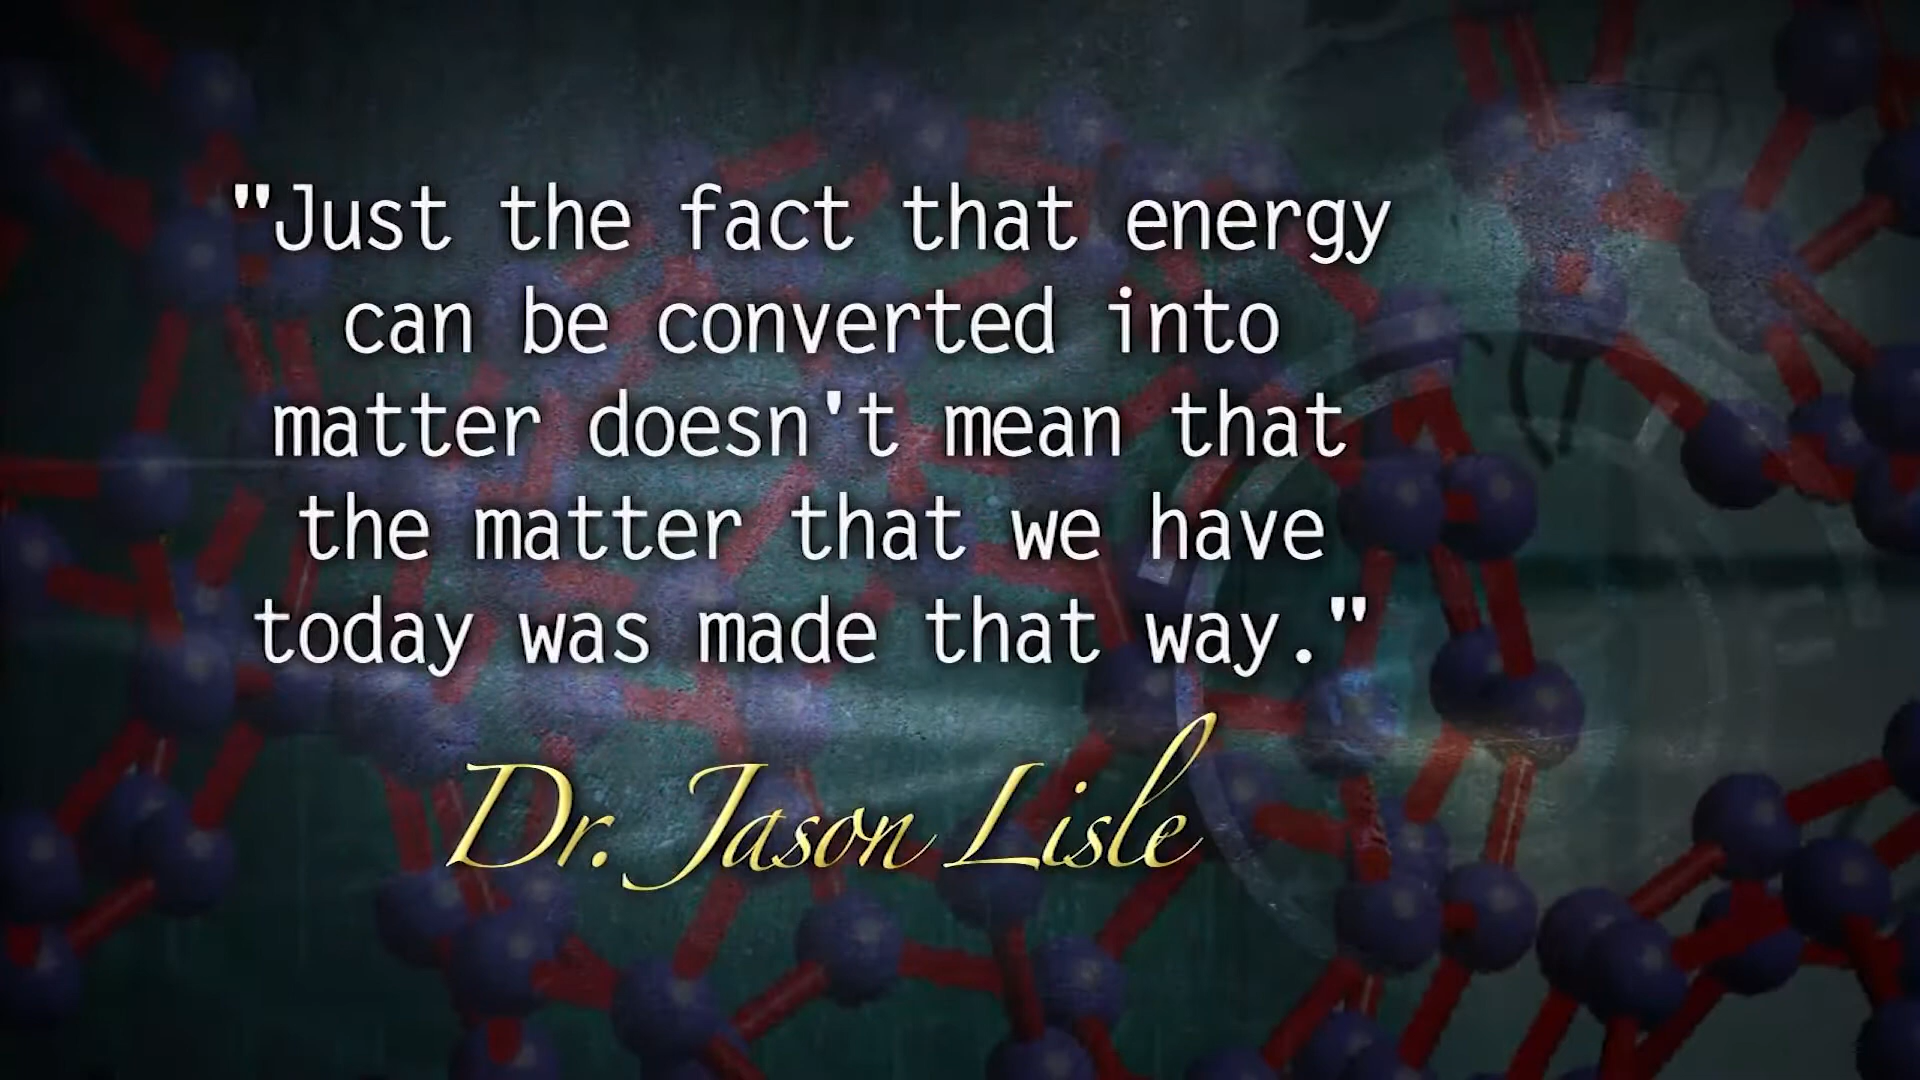 "Just the fact that energy
can be converted into
matter doesn't mean that
the matter that we have
today was made that way."
Dr. Jason Lisle